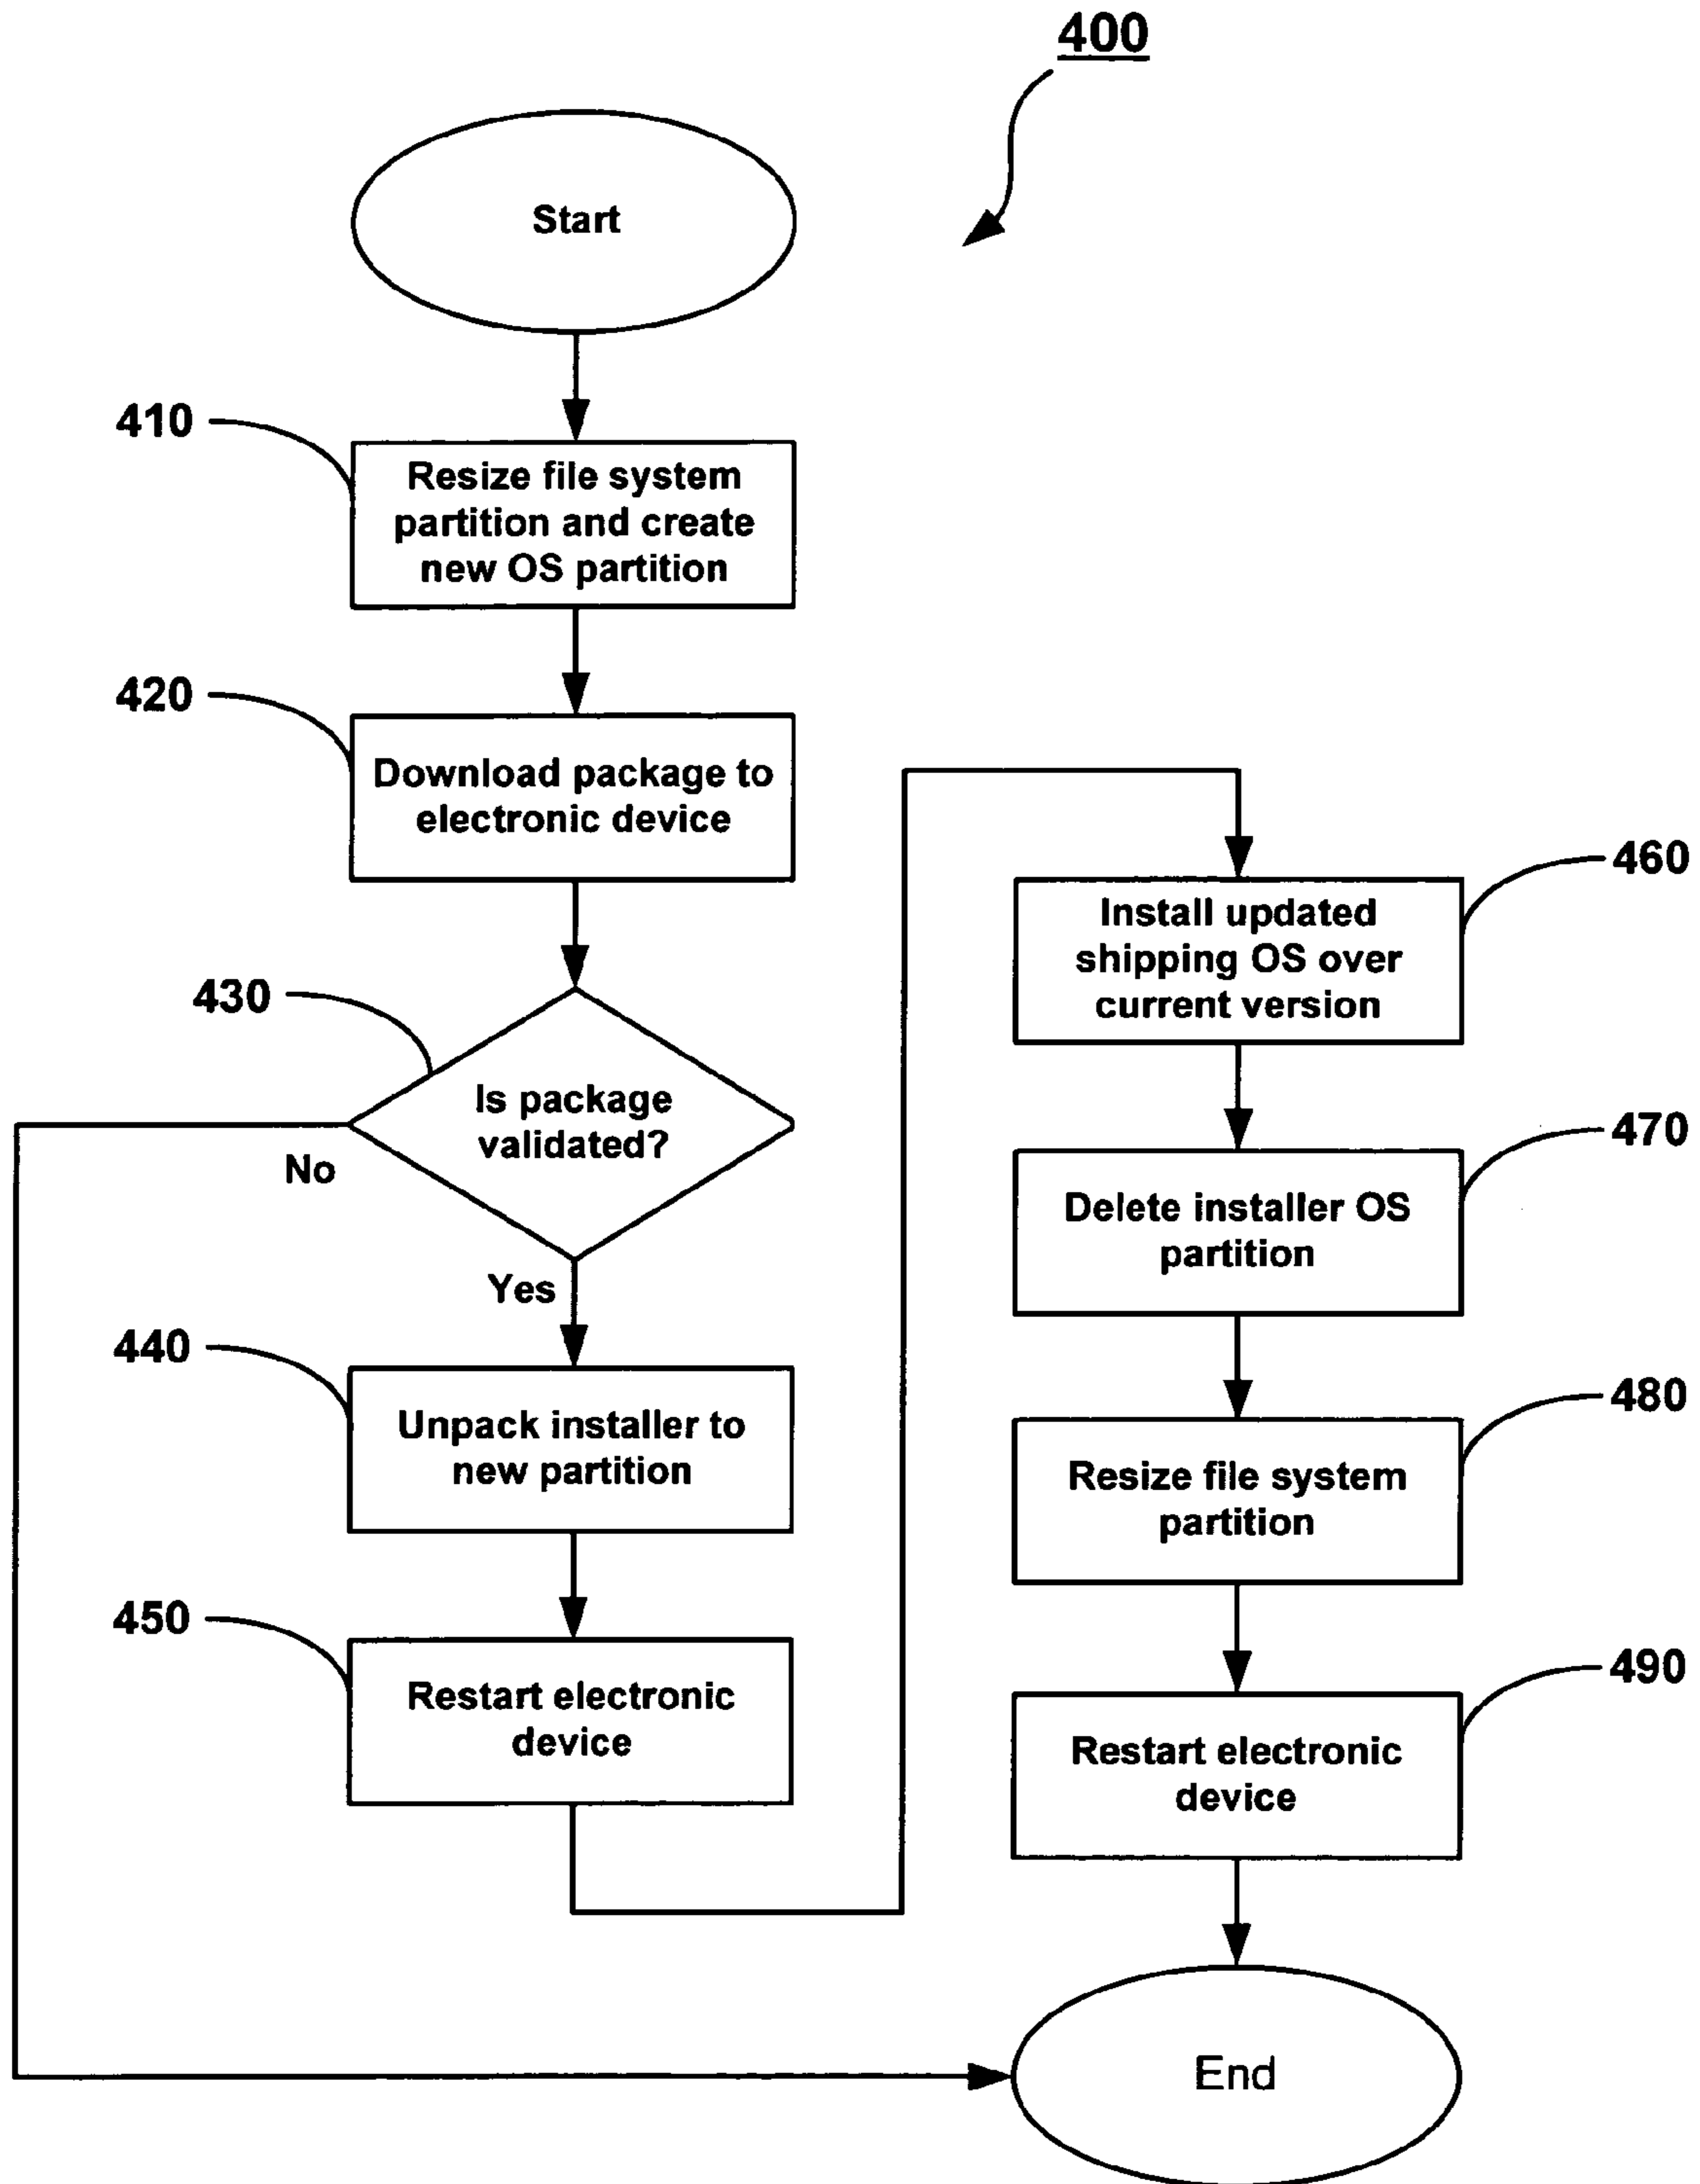 400
Start
410
Resize file system
partition and create
new OS partition
420
Download package to
electronic device
430
Is package
validated?
No
Yes
440
Unpack installer to
new partition
450
Restart electronic
device
460
Install updated
shipping OS over
current version
470
Delete installer OS
partition
480
Resize file system
partition
490
Restart electronic
device
End